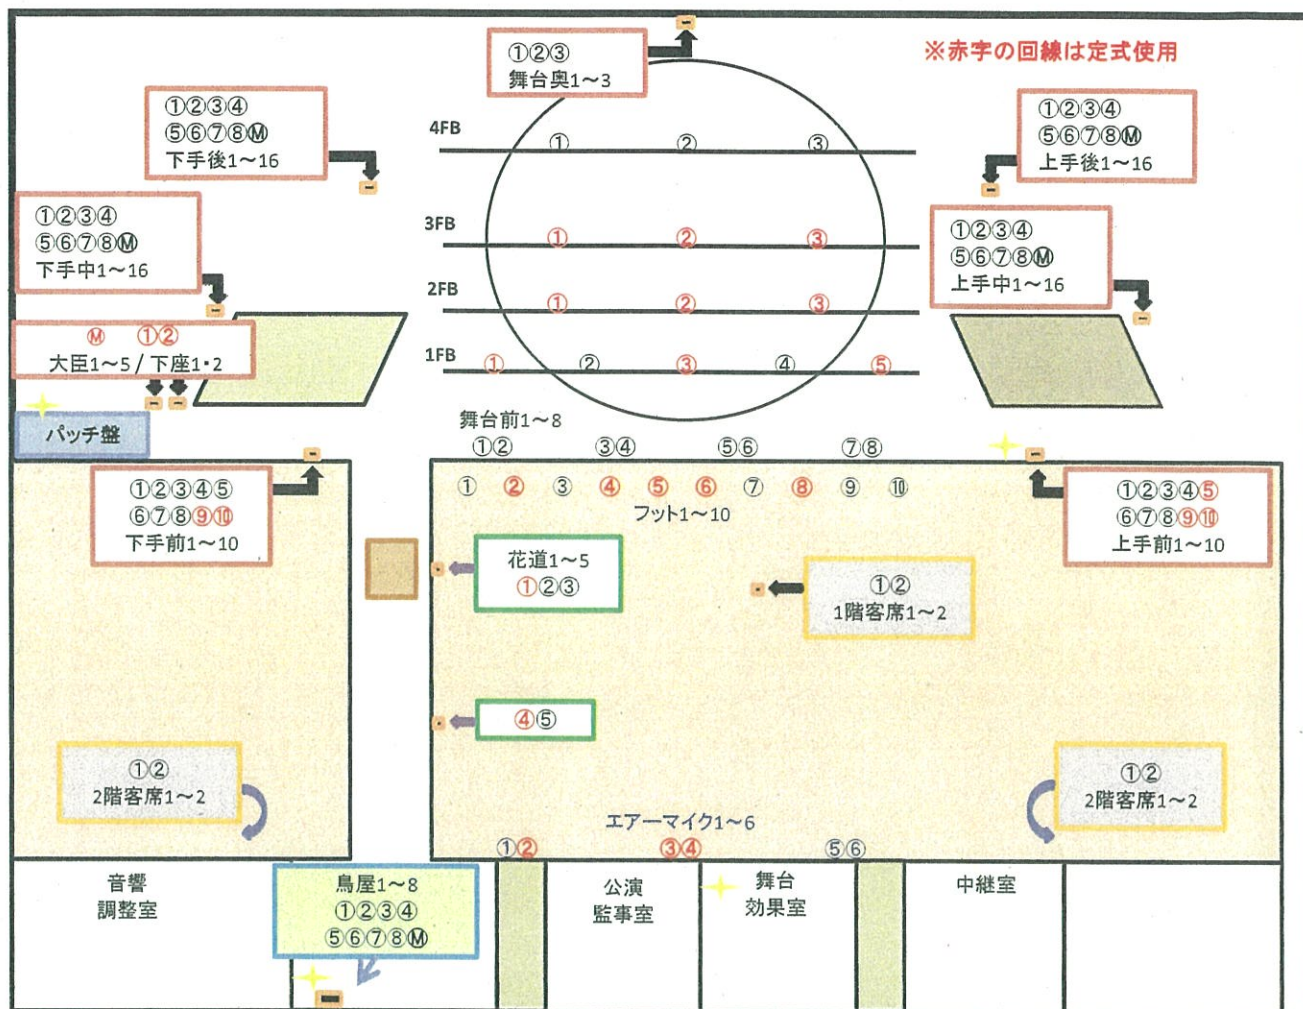 ①②③
舞台奥1～3
※赤字の回線は定式使用
①②③④
⑤⑥⑦⑧Ⓜ
下手後1～16
4FB
① ② ③
①②③④
⑤⑥⑦⑧Ⓜ
上手後1～16
①②③④
⑤⑥⑦⑧Ⓜ
下手中1～16
3FB
① ② ③
①②③④
⑤⑥⑦⑧Ⓜ
上手中1～16
2FB
① ② ③
Ⓜ ①②
大臣1～5 / 下座1・2
1FB
① ② ③ ④ ⑤
パッチ盤
舞台前1～8
①② ③④ ⑤⑥ ⑦⑧
① ② ③ ④ ⑤ ⑥ ⑦ ⑧ ⑨ ⑩
フット1～10
①②③④⑤
⑥⑦⑧⑨⑩
下手前1～10
①②③④⑤
⑥⑦⑧⑨⑩
上手前1～10
花道1～5
①②③
①②
1階客席1～2
④⑤
①②
2階客席1～2
①②
2階客席1～2
エアーマイク1～6
①② ③④ ⑤⑥
音響
調整室
鳥屋1～8
①②③④
⑤⑥⑦⑧Ⓜ
公演
監事室
舞台
効果室
中継室